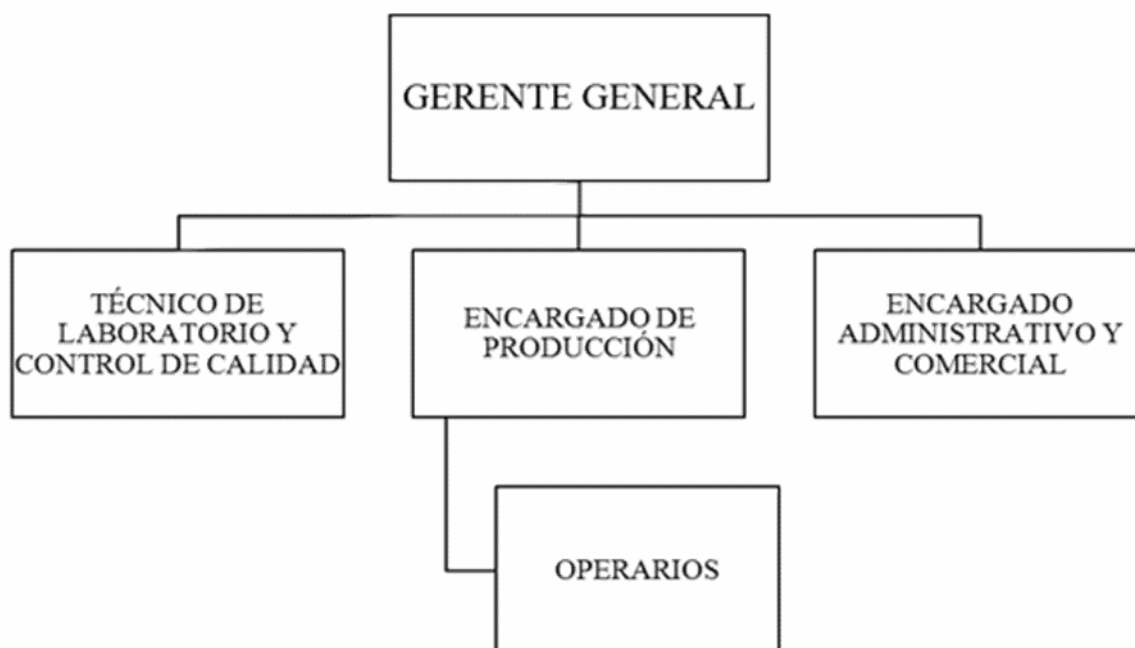 GERENTE GENERAL
TÉCNICO DE
LABORATORIO Y
CONTROL DE CALIDAD
ENCARGADO DE
PRODUCCIÓN
ENCARGADO
ADMINISTRATIVO Y
COMERCIAL
OPERARIOS